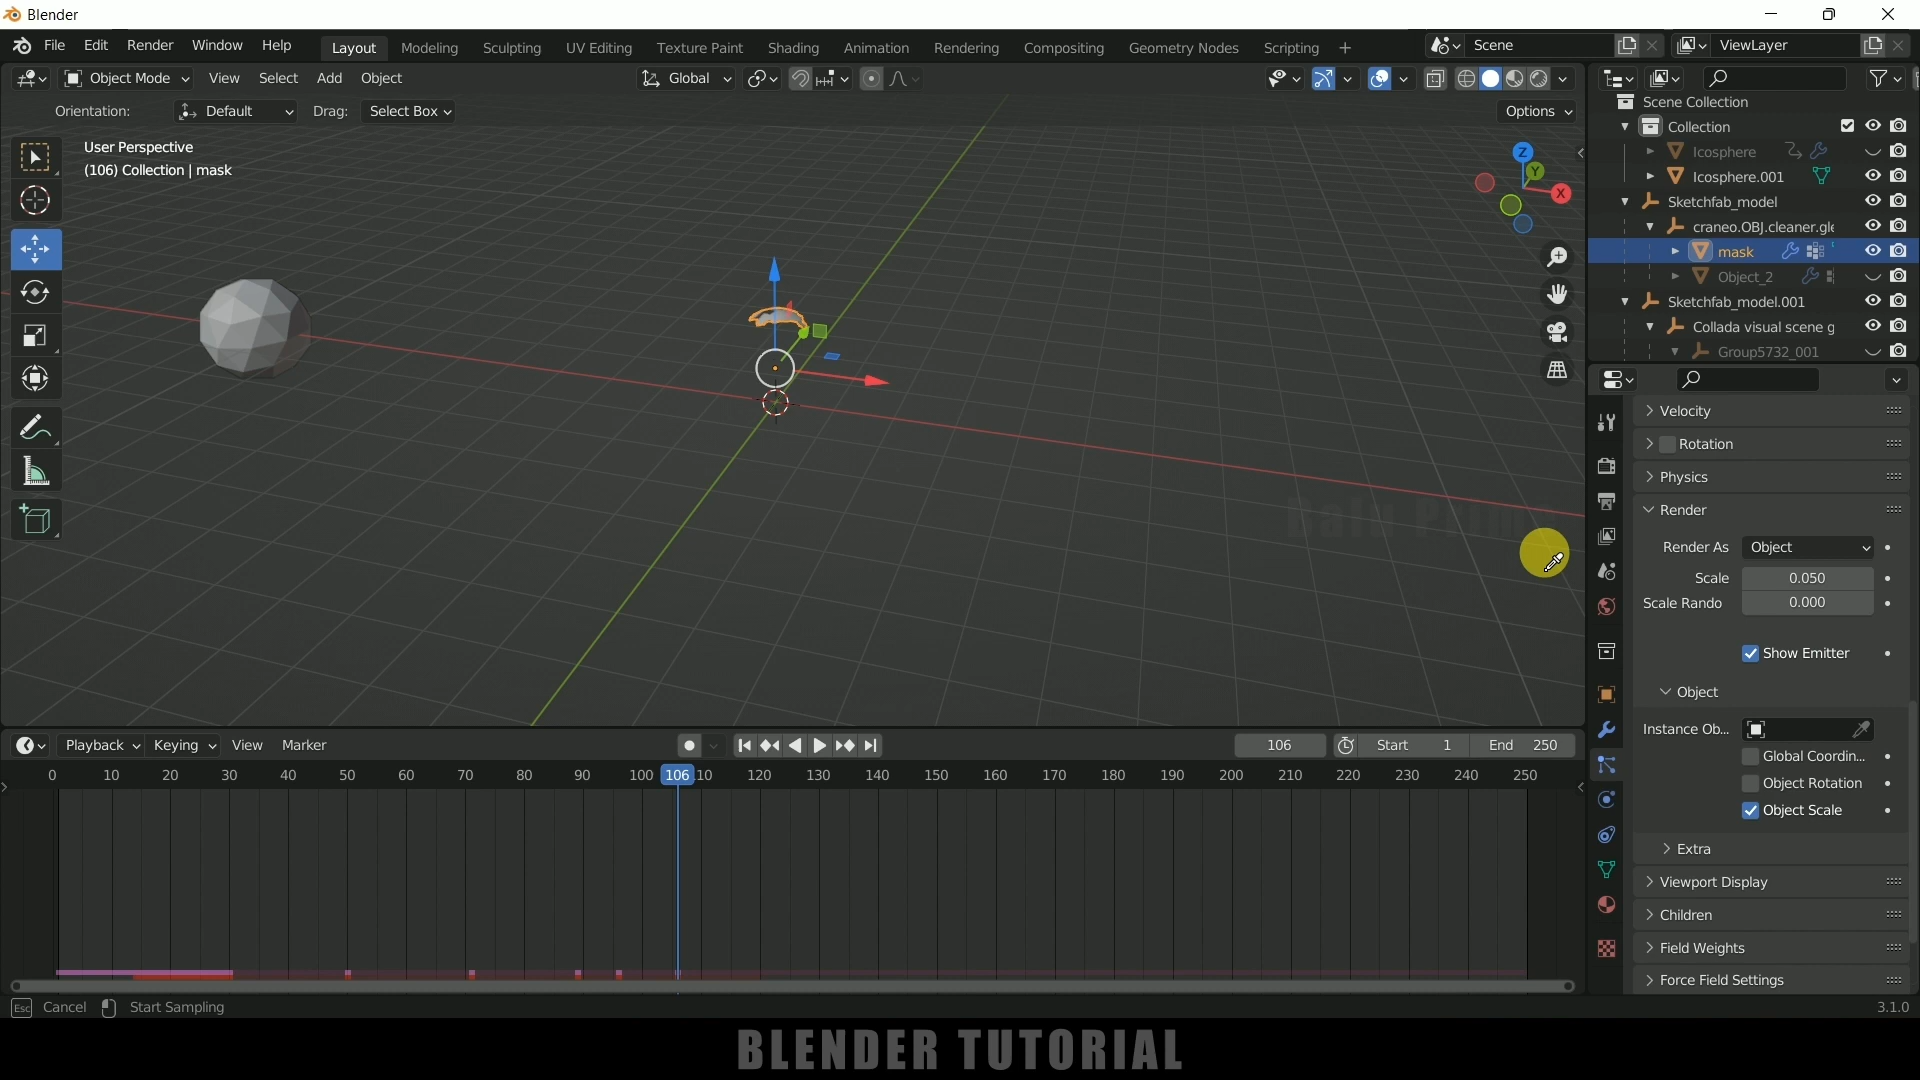 Blender
File Edit Render Window Help Layout Modeling Sculpting UV Editing Texture Paint Shading Animation Rendering Compositing Geometry Nodes Scripting + Scene ViewLayer
Object Mode View Select Add Object Global
Orientation: Default Drag: Select Box Options
User Perspective
(106) Collection | mask
Z
Y
X
Scene Collection
Collection
Icosphere
Icosphere.001
Sketchfab_model
craneo.OBJ.cleaner.gle
mask
Object_2
Sketchfab_model.001
Collada visual scene g
Group5732_001
Velocity
Rotation
Physics
Render
Render As Object
Scale 0.050
Scale Rando 0.000
Show Emitter
Object
Instance Ob...
Global Coordin...
Object Rotation
Object Scale
Extra
Viewport Display
Children
Field Weights
Force Field Settings
Playback Keying View Marker 106 Start 1 End 250
0 10 20 30 40 50 60 70 80 90 100 106 10 120 130 140 150 160 170 180 190 200 210 220 230 240 250
Esc Cancel Start Sampling 3.1.0
BLENDER TUTORIAL